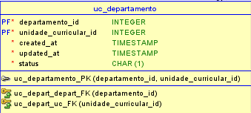 uc_departamento
PF* departamento_id INTEGER
PF* unidade_curricular_id INTEGER
* created_at TIMESTAMP
* updated_at TIMESTAMP
* status CHAR (1)
uc_departamento_PK (departamento_id, unidade_curricular_id)
uc_depart_depart_FK (departamento_id)
uc_depart_uc_FK (unidade_curricular_id)